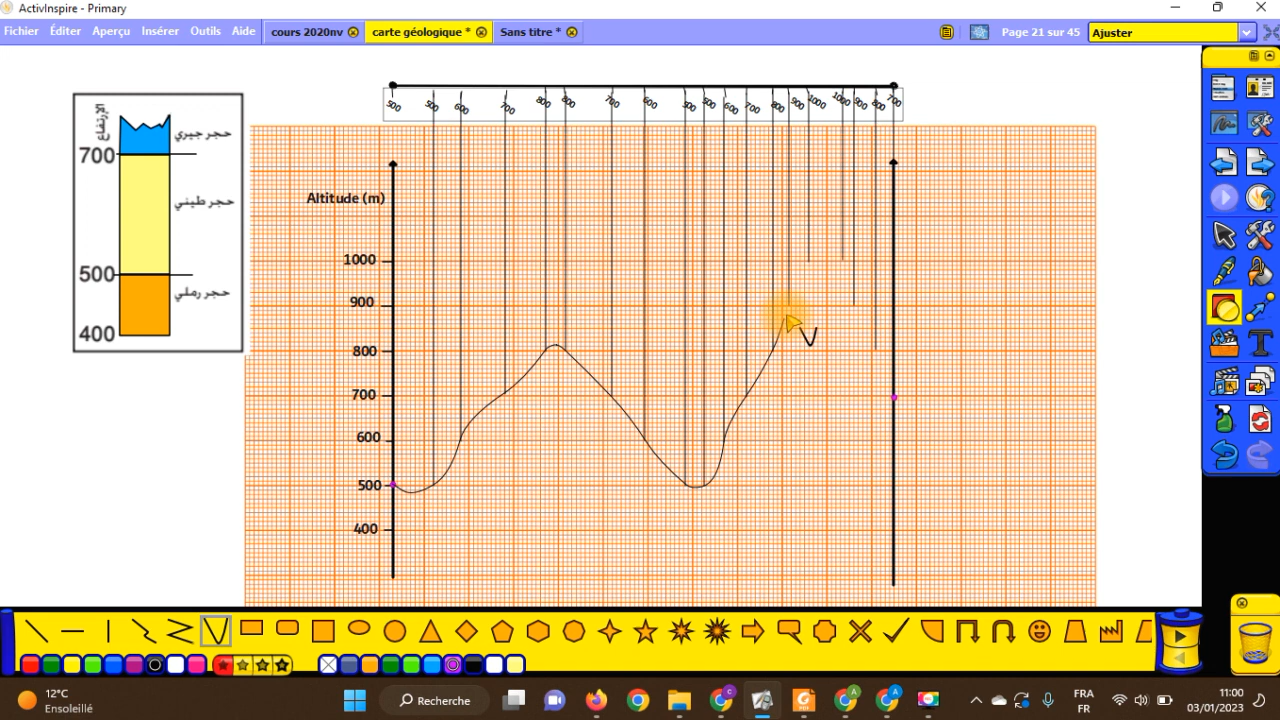 ActivInspire - Primary
Fichier Éditer Aperçu Insérer Outils Aide
cours 2020nv
carte géologique *
Sans titre *
Page 21 sur 45
Ajuster
500 500 600 700 800 800 700 600 500 500 600 700 800 900 1000 1000 900 800 700
الإرتفاع
700
500
400
حجر جيري
حجر طيني
حجر رملي
Altitude (m)
1000
900
800
700
600
500
400
12°C
Ensoleillé
Recherche
FRA
FR
11:00
03/01/2023